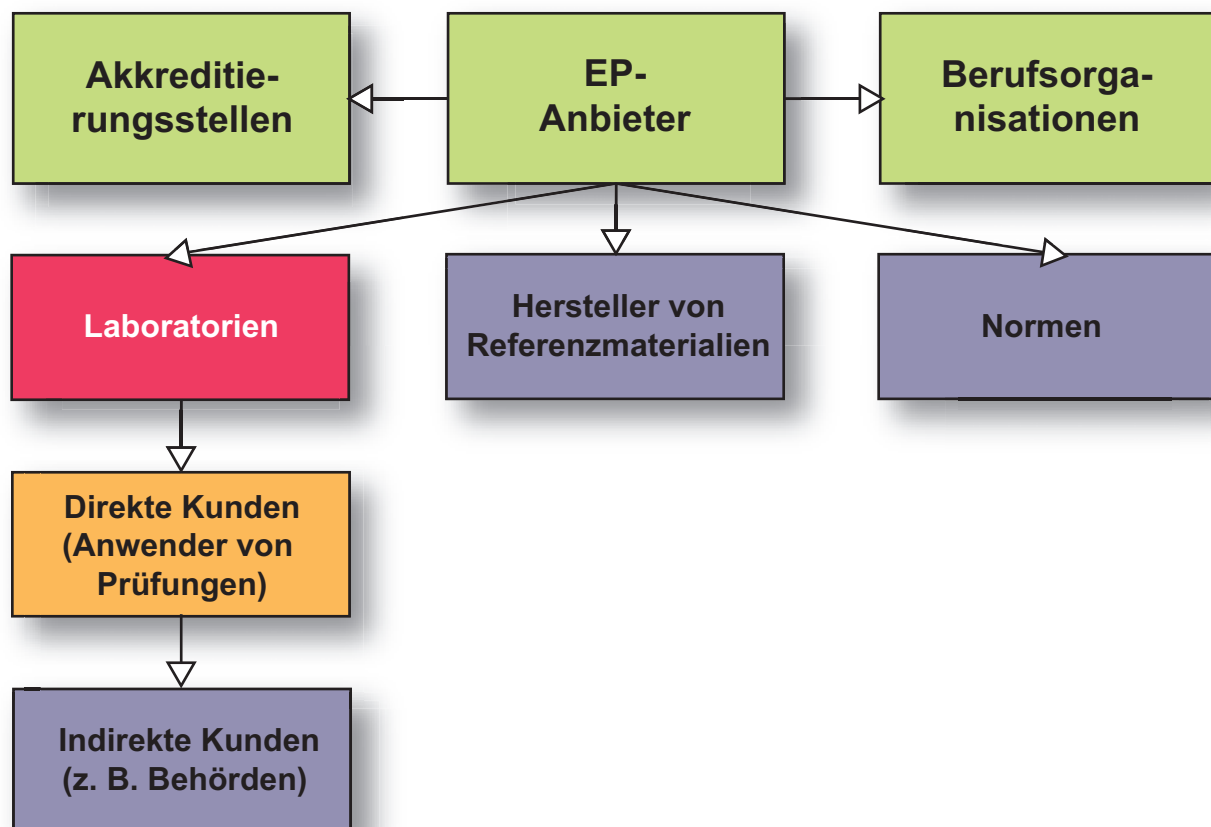 Akkreditie-
rungsstellen
EP-
Anbieter
Berufsorga-
nisationen
Laboratorien
Hersteller von
Referenzmaterialien
Normen
Direkte Kunden
(Anwender von
Prüfungen)
Indirekte Kunden
(z. B. Behörden)